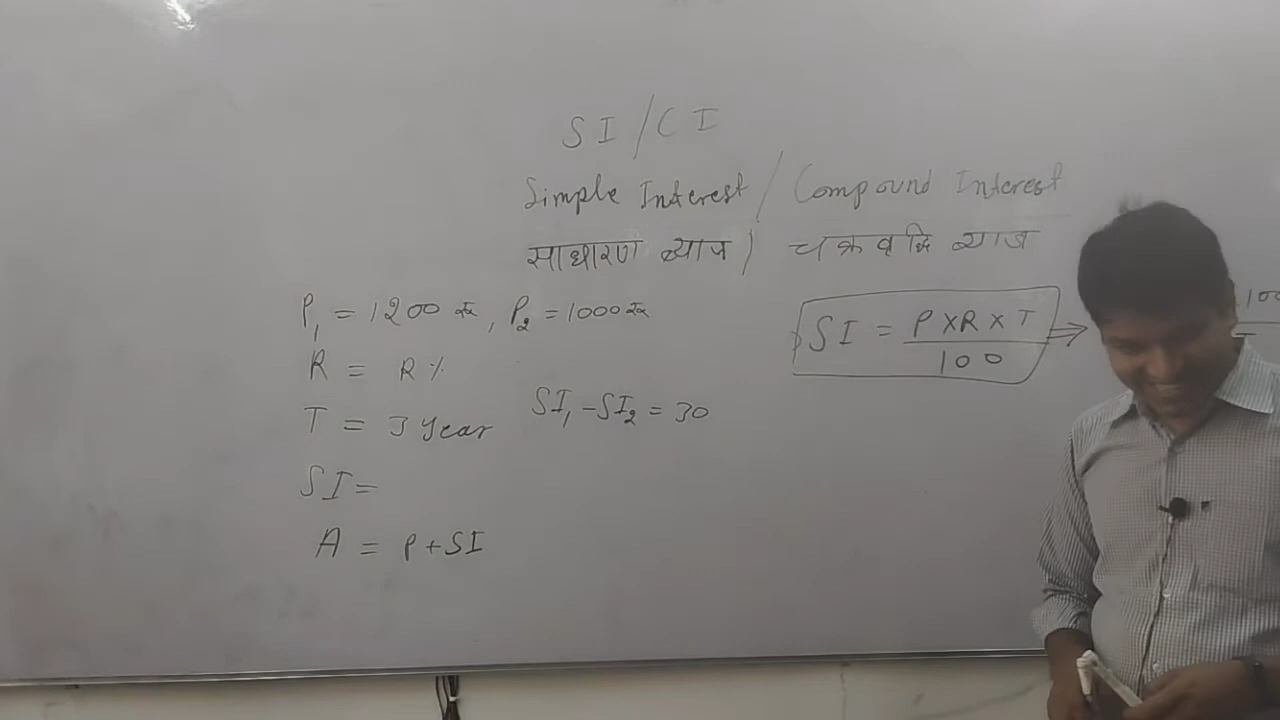 SI/CI
Simple Interest / Compound Interest
साधारण ब्याज / चक्रवृद्धि ब्याज
P₁ = 1200 रू, P₂ = 1000 रू
R = R %
T = 3 Year
SI₁ - SI₂ = 30
SI =
A = P + SI
SI = P X R X T / 100 ⇒
100